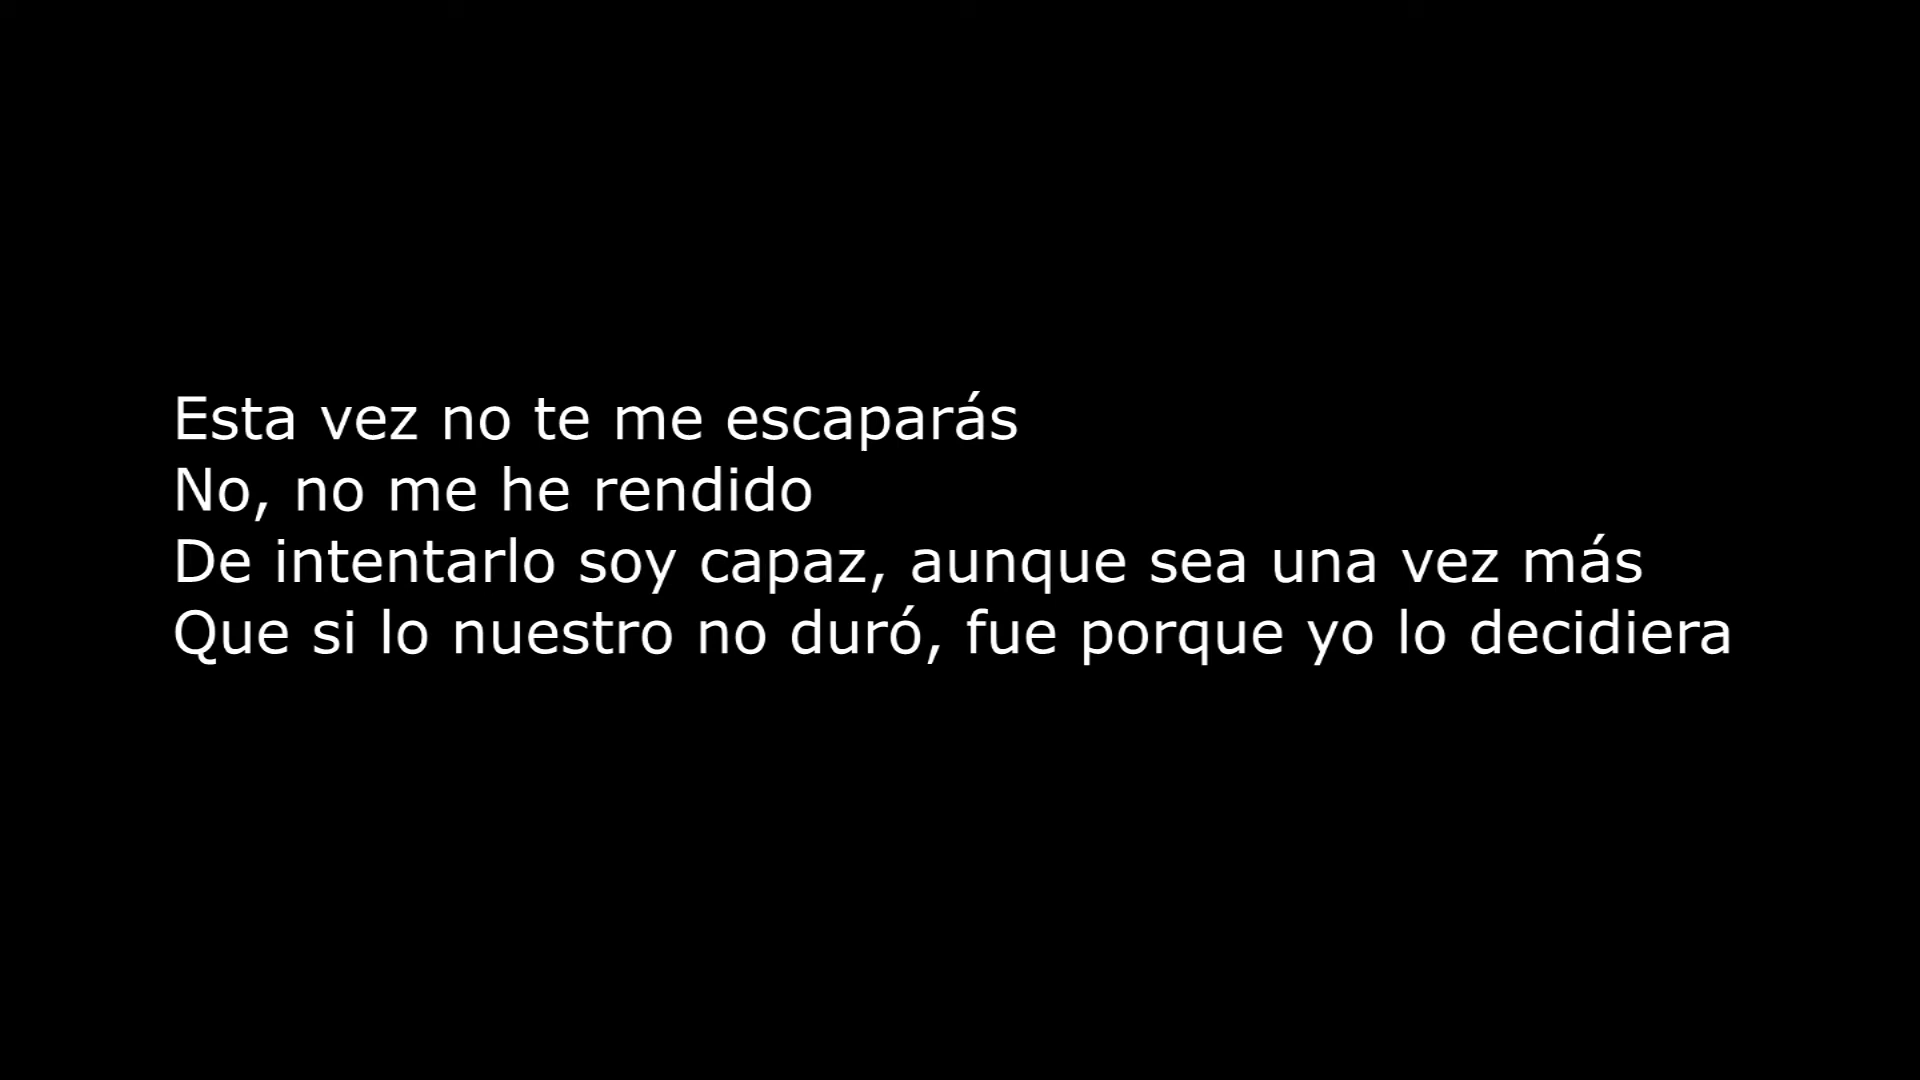 Esta vez no te me escaparás
No, no me he rendido
De intentarlo soy capaz, aunque sea una vez más
Que si lo nuestro no duró, fue porque yo lo decidiera